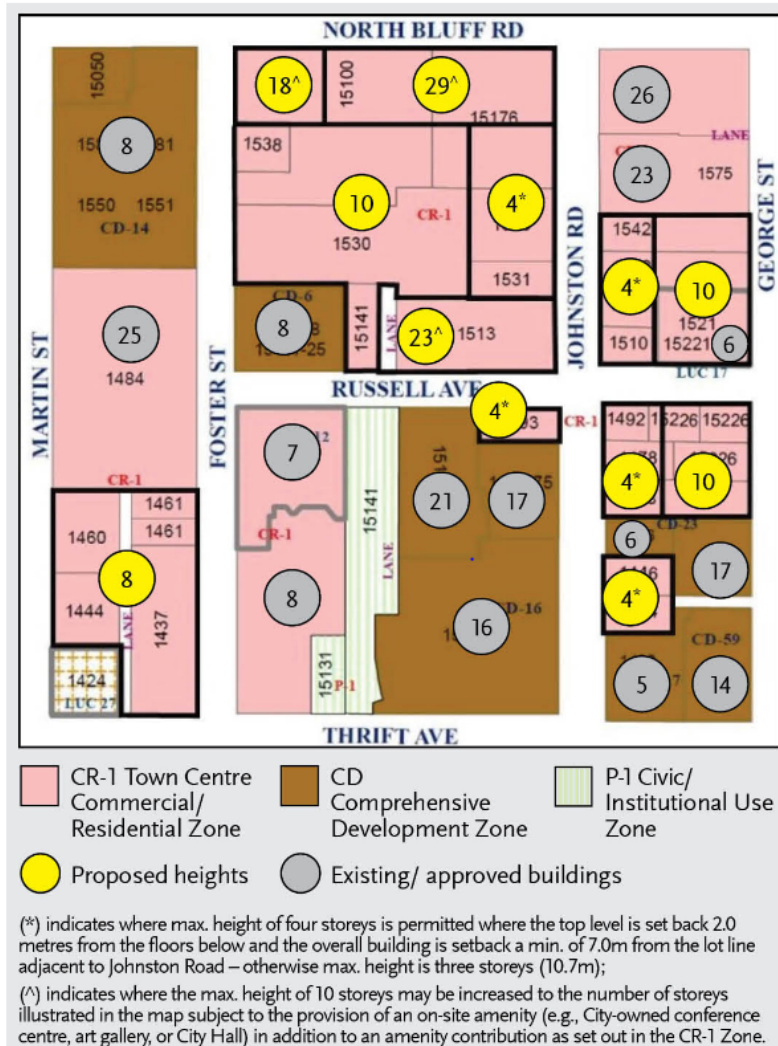 NORTH BLUFF RD
15050
8
1550 1551
CD-14
18^
15100
29^
15176
26
LANE
23
1575
1538
10
CR-1
4*
1530
1531
JOHNSTON RD
GEORGE ST
1542
4*
10
1521
1510
15221
6
LUC 17
MARTIN ST
25
1484
FOSTER ST
CD-6
8
15141
LANE
23^
1513
RUSSELL AVE
4*
CR-1
7
CR-1
15141
LANE
21
17
1492
15226
15226
4*
10
CD-23
6
17
CR-1
1461
1461
1460
8
1444
LANE
1437
1424
LUC 27
8
15131
P-1
16
CD-16
4*
CD-59
5
14
THRIFT AVE
CR-1 Town Centre
Commercial/
Residential Zone
CD
Comprehensive
Development Zone
P-1 Civic/
Institutional Use
Zone
Proposed heights
Existing/ approved buildings
(*) indicates where max. height of four storeys is permitted where the top level is set back 2.0
metres from the floors below and the overall building is setback a min. of 7.0m from the lot line
adjacent to Johnston Road – otherwise max. height is three storeys (10.7m);
(^) indicates where the max. height of 10 storeys may be increased to the number of storeys
illustrated in the map subject to the provision of an on-site amenity (e.g., City-owned conference
centre, art gallery, or City Hall) in addition to an amenity contribution as set out in the CR-1 Zone.